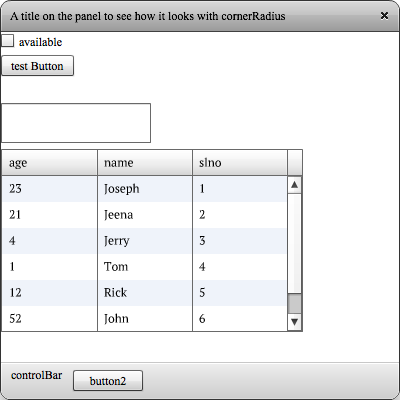 A title on the panel to see how it looks with cornerRadius
available
test Button
age name slno
23 Joseph 1
21 Jeena 2
4 Jerry 3
1 Tom 4
12 Rick 5
52 John 6
controlBar button2